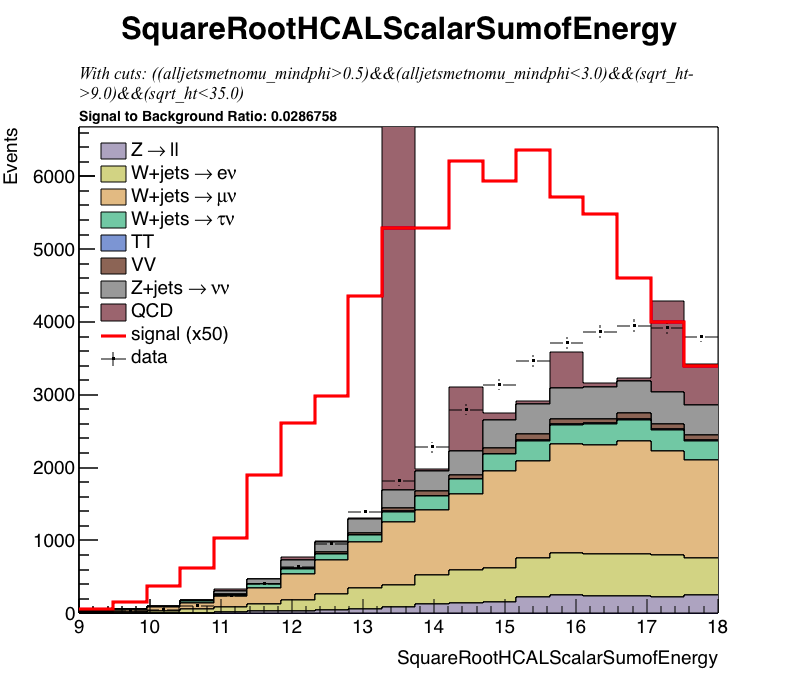 SquareRootHCALScalarSumofEnergy
With cuts: ((alljetsmetnomu_mindphi>0.5)&&(alljetsmetnomu_mindphi<3.0)&&(sqrt_ht-
>9.0)&&(sqrt_ht<35.0)
Signal to Background Ratio: 0.0286758
Events
Z → ll
W+jets → eν
W+jets → μν
W+jets → τν
TT
VV
Z+jets → νν
QCD
signal (x50)
data
6000
5000
4000
3000
2000
1000
0
9 10 11 12 13 14 15 16 17 18
SquareRootHCALScalarSumofEnergy